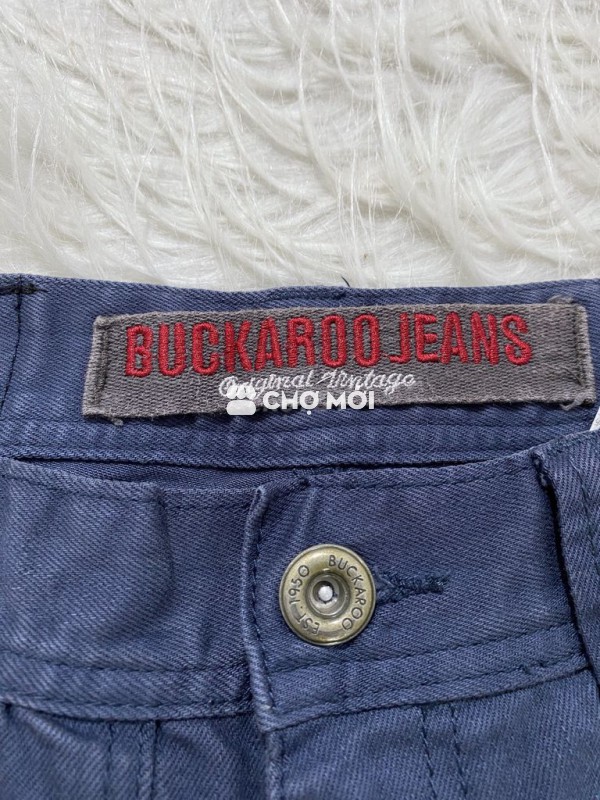 BUCKAROO JEANS
Original Vintage
CHỢ MỚI
BUCKAROO
EST. 1950